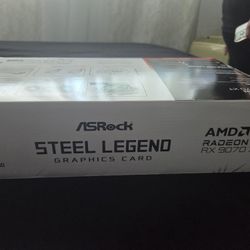 ASRock
STEEL LEGEND
GRAPHICS CARD
AMD
RADEON
RX 9070